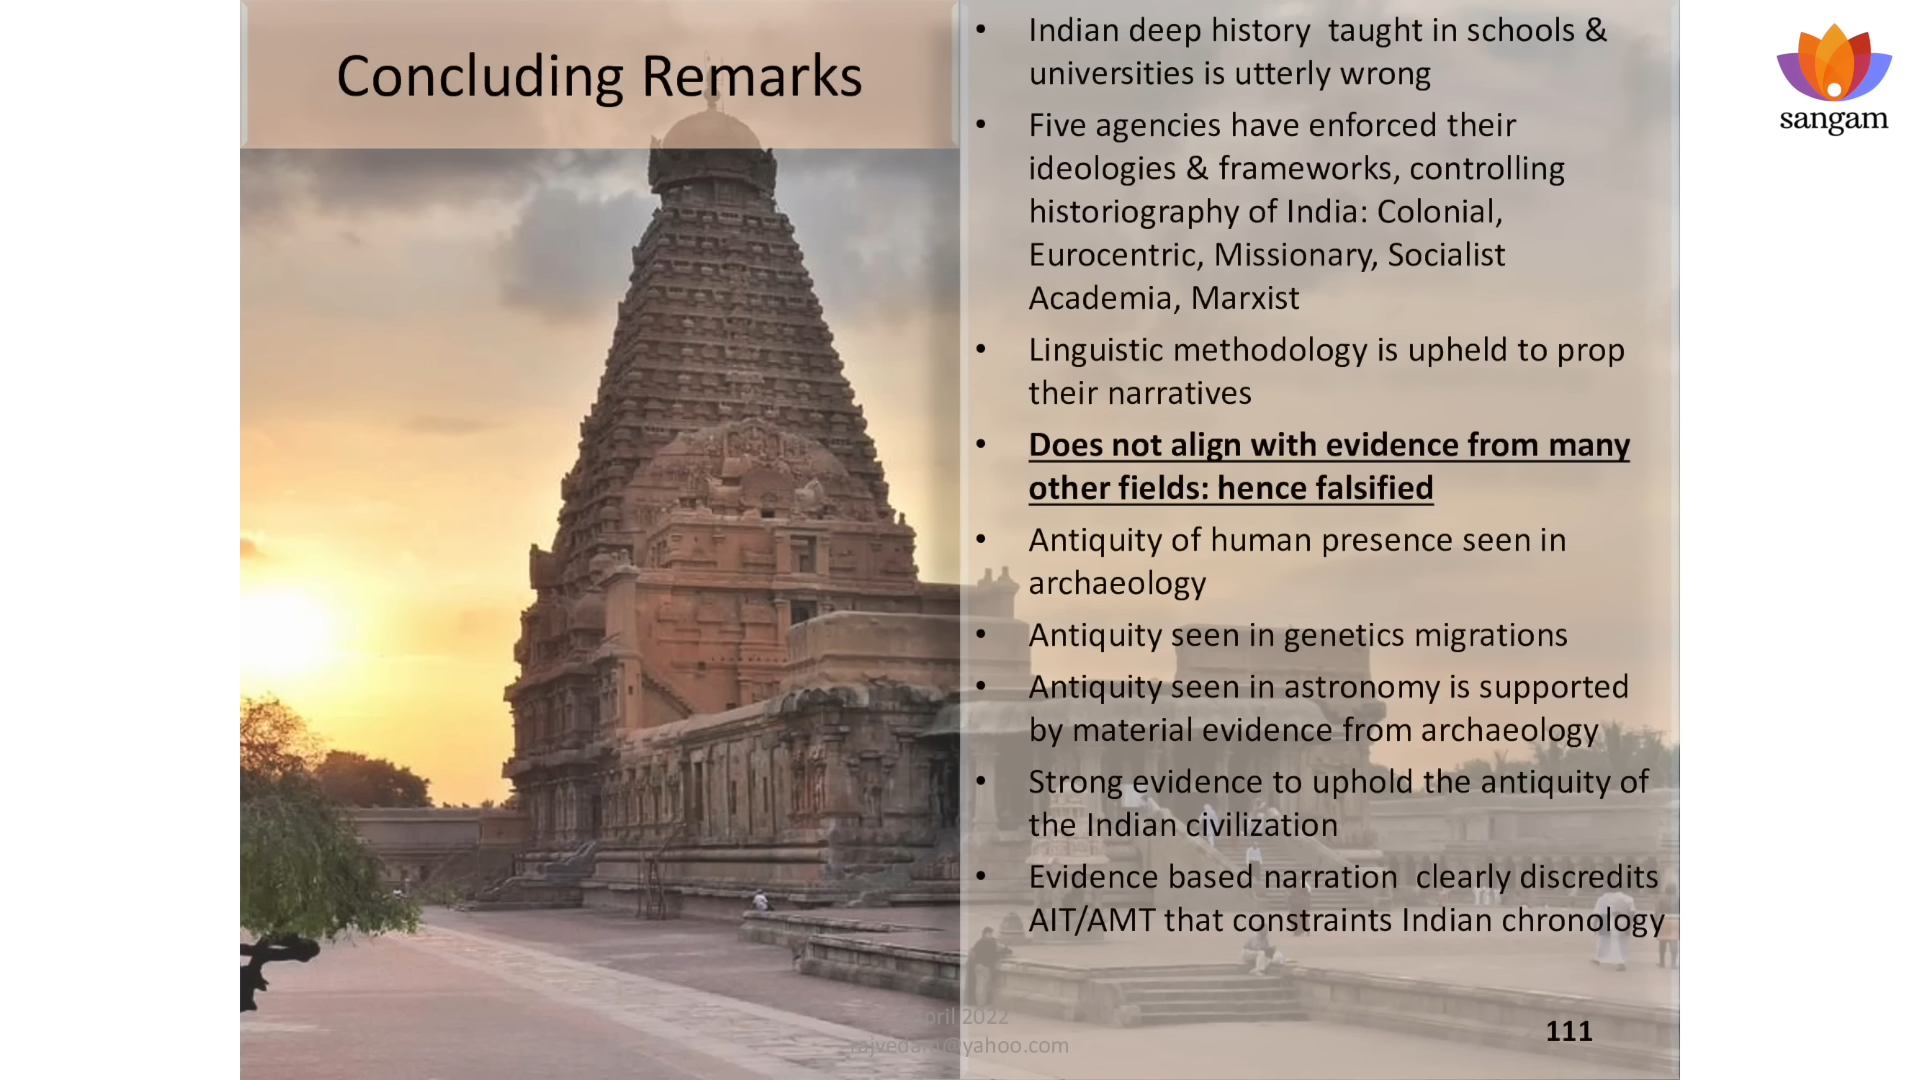 Concluding Remarks
• Indian deep history taught in schools &
universities is utterly wrong
• Five agencies have enforced their
ideologies & frameworks, controlling
historiography of India: Colonial,
Eurocentric, Missionary, Socialist
Academia, Marxist
• Linguistic methodology is upheld to prop
their narratives
• Does not align with evidence from many
other fields: hence falsified
• Antiquity of human presence seen in
archaeology
• Antiquity seen in genetics migrations
• Antiquity seen in astronomy is supported
by material evidence from archaeology
• Strong evidence to uphold the antiquity of
the Indian civilization
• Evidence based narration clearly discredits
AIT/AMT that constraints Indian chronology
2022
111
sangam